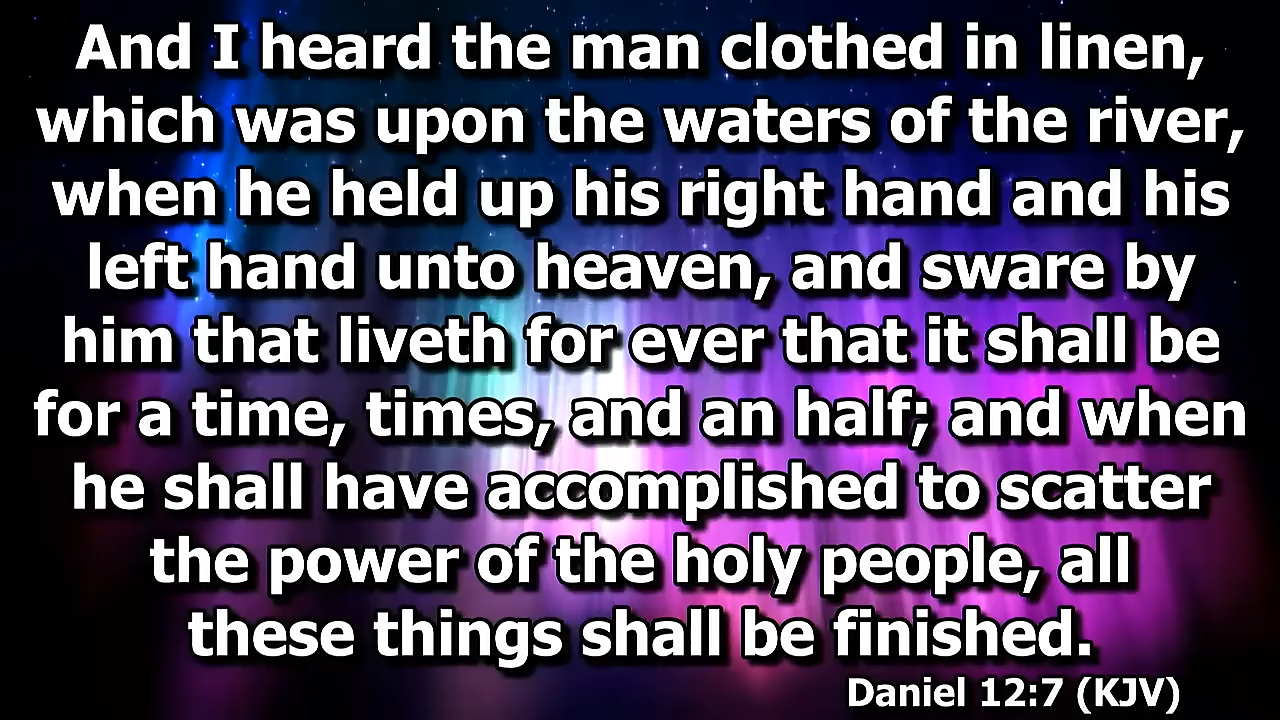 And I heard the man clothed in linen,
which was upon the waters of the river,
when he held up his right hand and his
left hand unto heaven, and sware by
him that liveth for ever that it shall be
for a time, times, and an half; and when
he shall have accomplished to scatter
the power of the holy people, all
these things shall be finished.
Daniel 12:7 (KJV)